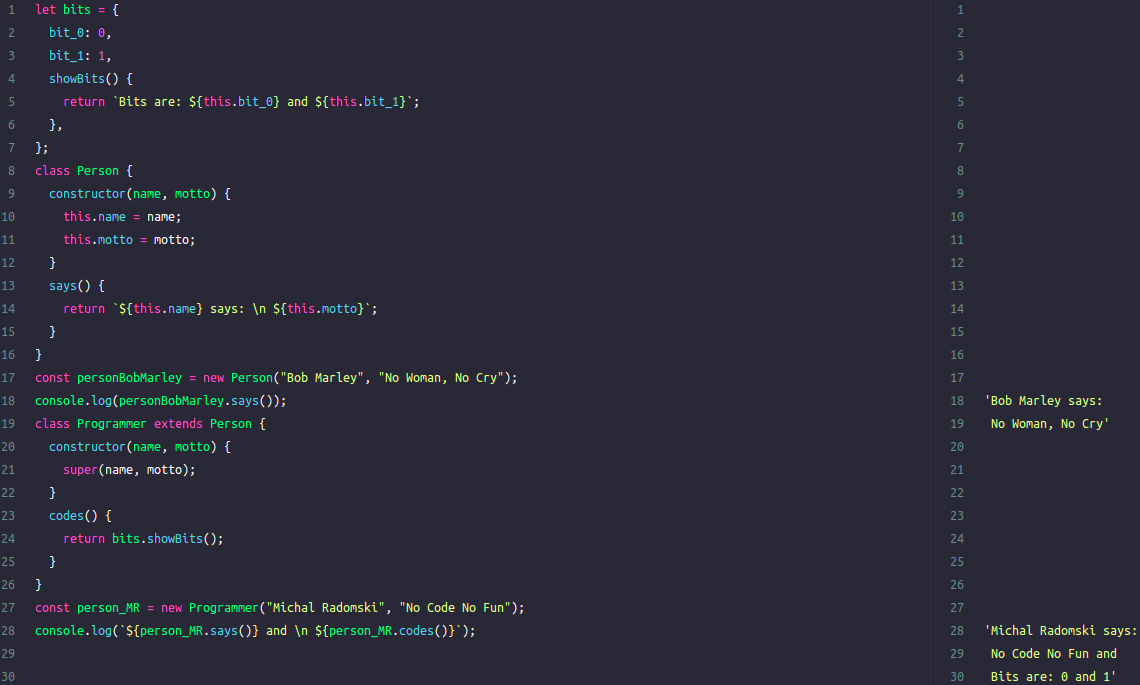 1 let bits = {
2 bit_0: 0,
3 bit_1: 1,
4 showBits() {
5 return `Bits are: ${this.bit_0} and ${this.bit_1}`;
6 },
7 };
8 class Person {
9 constructor(name, motto) {
10 this.name = name;
11 this.motto = motto;
12 }
13 says() {
14 return `${this.name} says: \n ${this.motto}`;
15 }
16 }
17 const personBobMarley = new Person("Bob Marley", "No Woman, No Cry");
18 console.log(personBobMarley.says());
19 class Programmer extends Person {
20 constructor(name, motto) {
21 super(name, motto);
22 }
23 codes() {
24 return bits.showBits();
25 }
26 }
27 const person_MR = new Programmer("Michal Radomski", "No Code No Fun");
28 console.log(`${person_MR.says()} and \n ${person_MR.codes()}`);
29
30
1
2
3
4
5
6
7
8
9
10
11
12
13
14
15
16
17
18 'Bob Marley says:
19 No Woman, No Cry'
20
21
22
23
24
25
26
27
28 'Michal Radomski says:
29 No Code No Fun and
30 Bits are: 0 and 1'